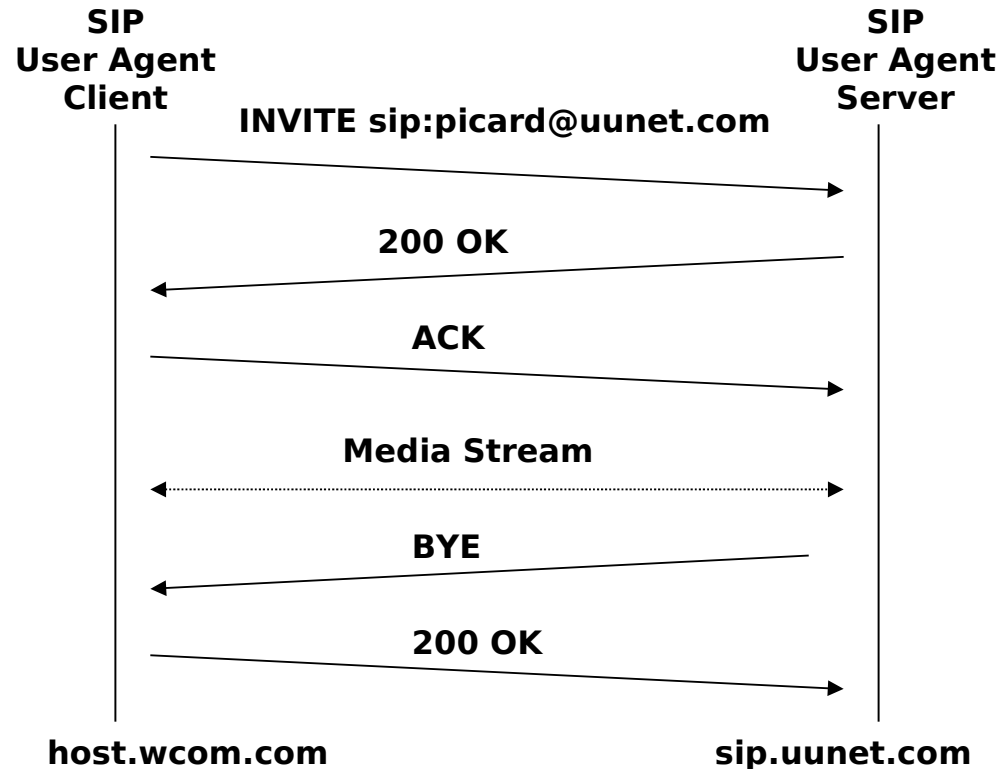 SIP
User Agent
Client
SIP
User Agent
Server
INVITE sip:picard@uunet.com
200 OK
ACK
Media Stream
BYE
200 OK
host.wcom.com
sip.uunet.com